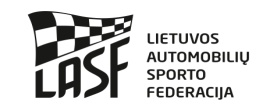 LASF
LIETUVOS
AUTOMOBILIŲ
SPORTO
FEDERACIJA